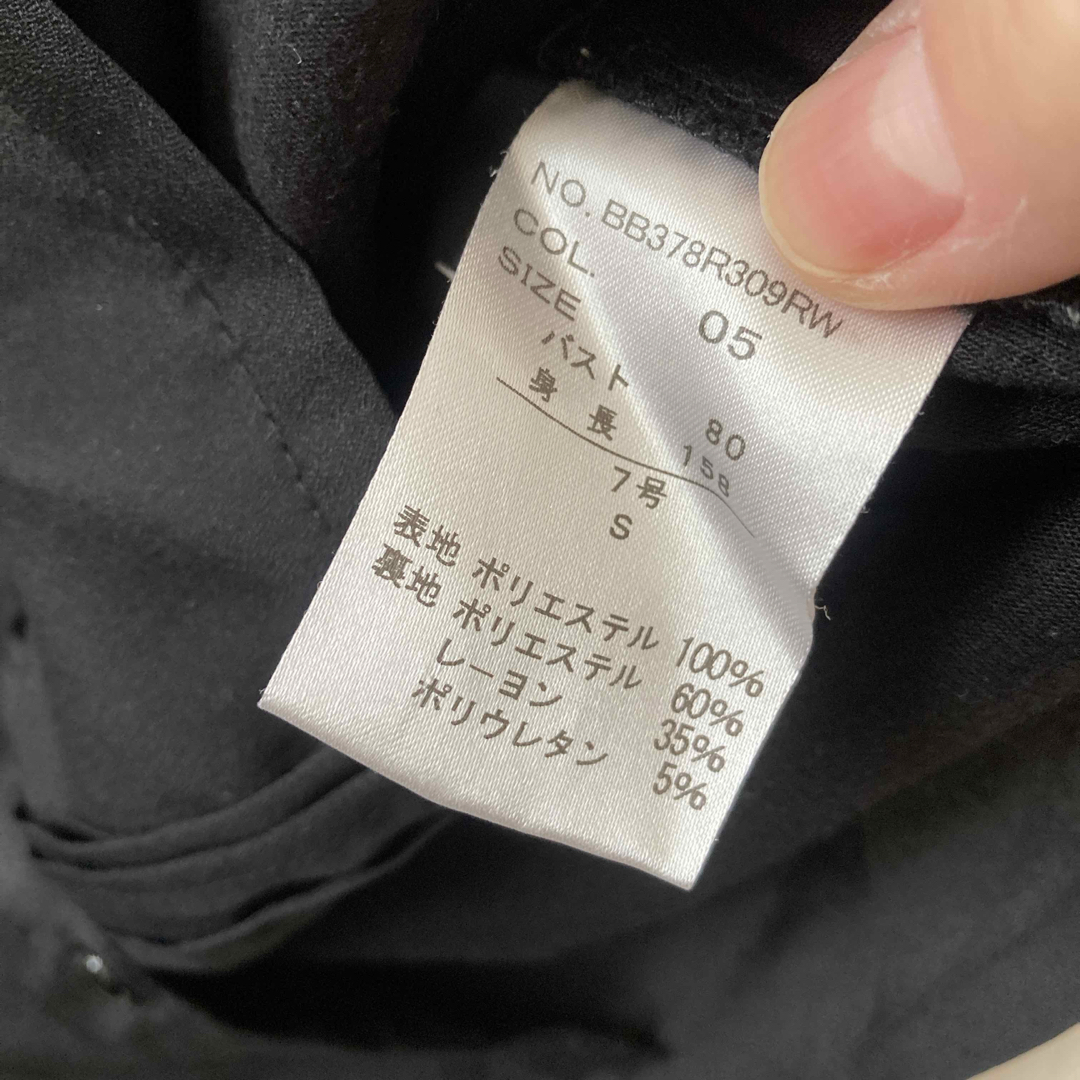 NO. BB378R309RW
COL. 05
SIZE
バスト 80
身長 158
7号
S
表地 ポリエステル 100%
裏地 ポリエステル 60%
レーヨン 35%
ポリウレタン 5%